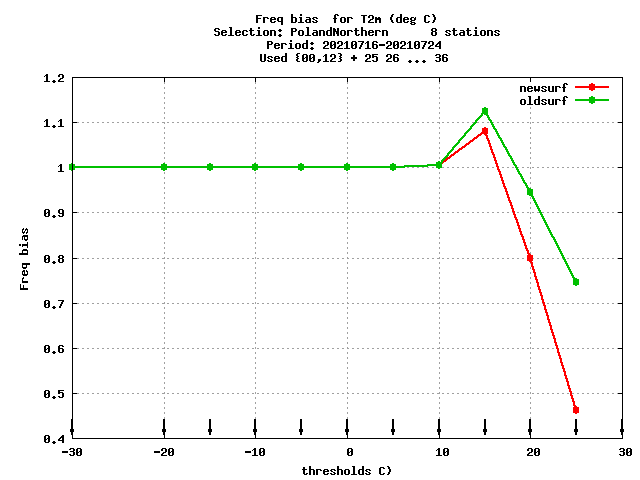 Freq bias  for T2m (deg C)
Selection: PolandNorthern      8 stations
Period: 20210716-20210724
Used {00,12} + 25 26 ... 36
newsurf
oldsurf
1.2
1.1
1
0.9
0.8
0.7
0.6
0.5
0.4
Freq bias
-30
-20
-10
0
10
20
30
thresholds C)